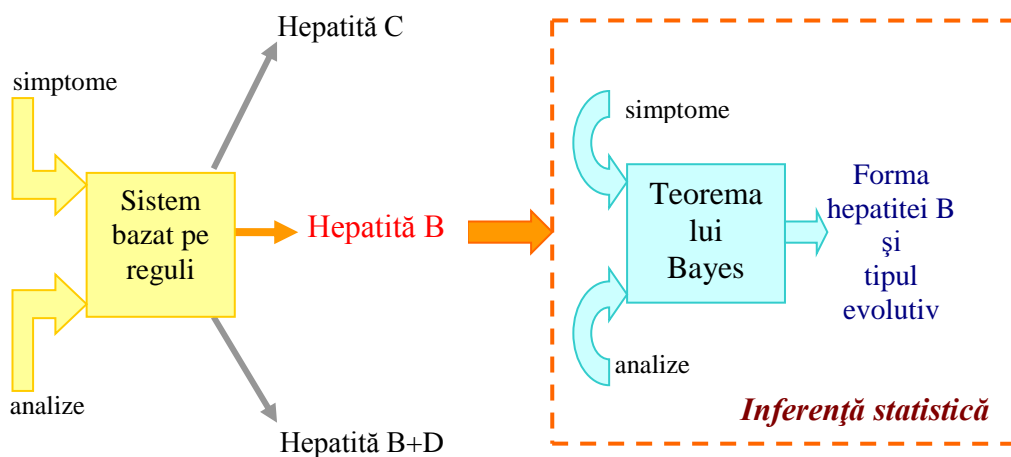 Hepatită C
simptome
Sistem
bazat pe
reguli
analize
Hepatită B
Hepatită B+D
simptome
Teorema
lui
Bayes
analize
Forma
hepatitei B
şi
tipul
evolutiv
Inferenţă statistică